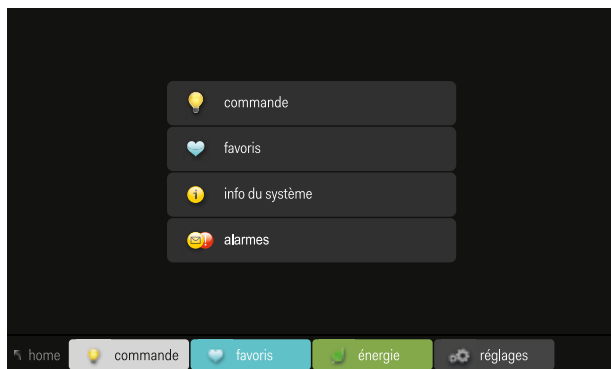 commande
favoris
info du système
alarmes
home commande favoris énergie réglages